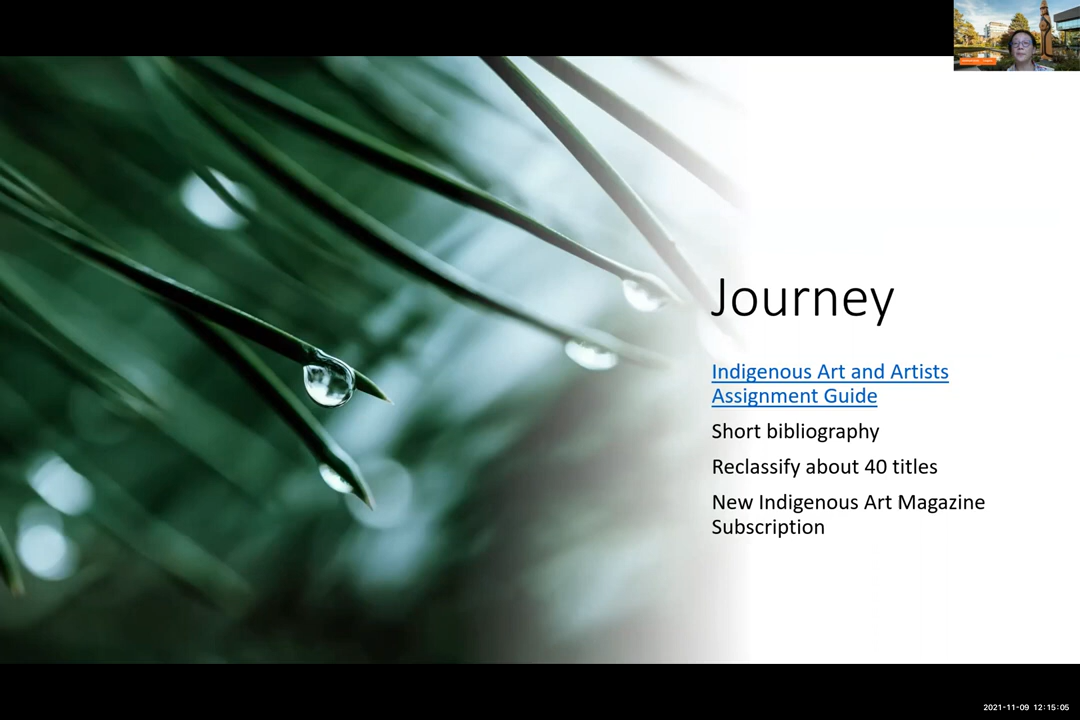 Journey
Indigenous Art and Artists
Assignment Guide
Short bibliography
Reclassify about 40 titles
New Indigenous Art Magazine
Subscription
2021-11-09 12:15:05